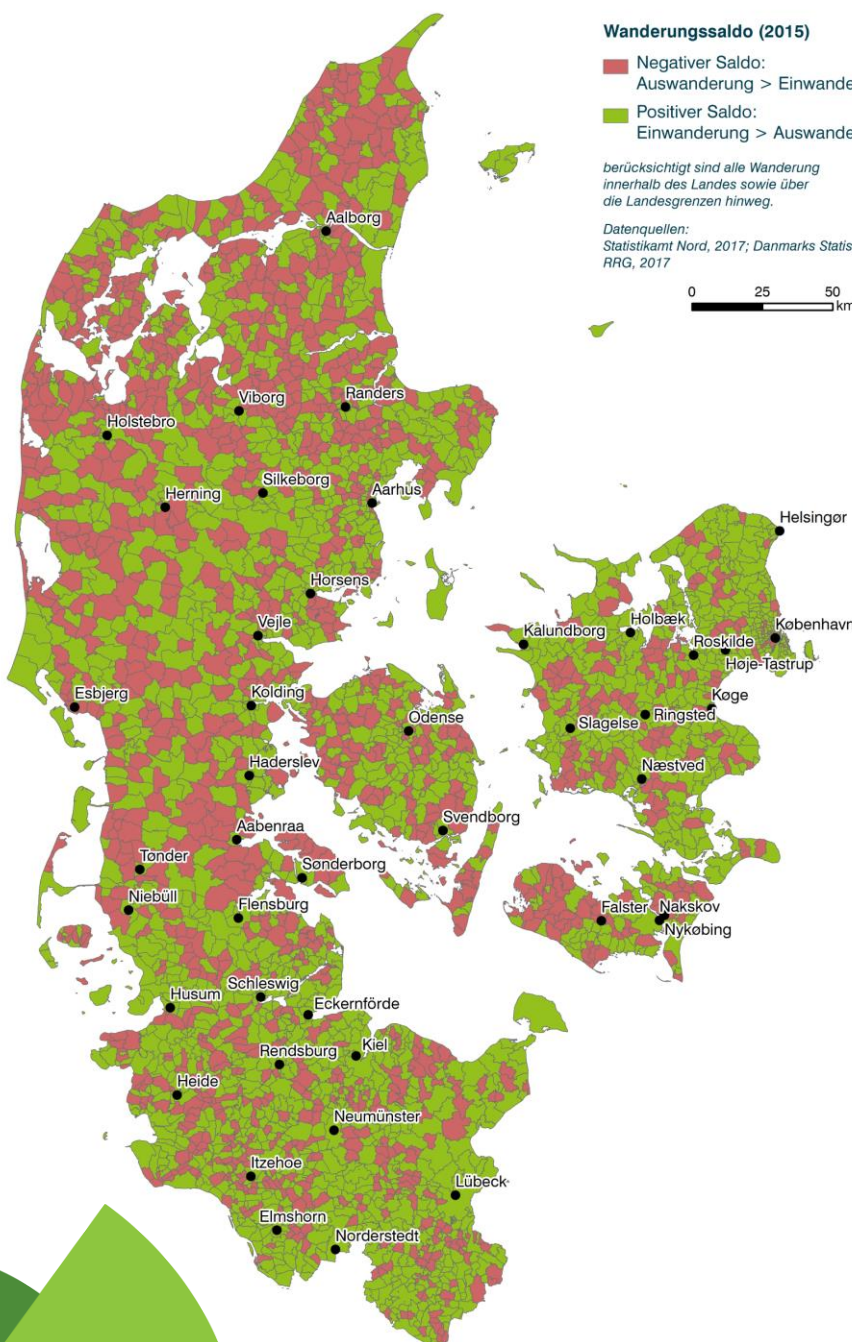 Wanderungssaldo (2015)
Negativer Saldo:
Auswanderung > Einwande
Positiver Saldo:
Einwanderung > Auswande
berücksichtigt sind alle Wanderung
innerhalb des Landes sowie über
die Landesgrenzen hinweg.
Datenquellen:
Statistikamt Nord, 2017; Danmarks Statis
RRG, 2017
0 25 50
km
Aalborg
Viborg
Randers
Holstebro
Silkeborg
Herning
Aarhus
Helsingør
Horsens
Vejle
Kalundborg
Holbæk
København
Roskilde
Høje-Tastrup
Esbjerg
Kolding
Køge
Odense
Ringsted
Slagelse
Haderslev
Næstved
Svendborg
Aabenraa
Tønder
Sønderborg
Niebüll
Flensburg
Falster
Nakskov
Nykøbing
Schleswig
Husum
Eckernförde
Rendsburg
Kiel
Heide
Neumünster
Itzehoe
Lübeck
Elmshorn
Norderstedt